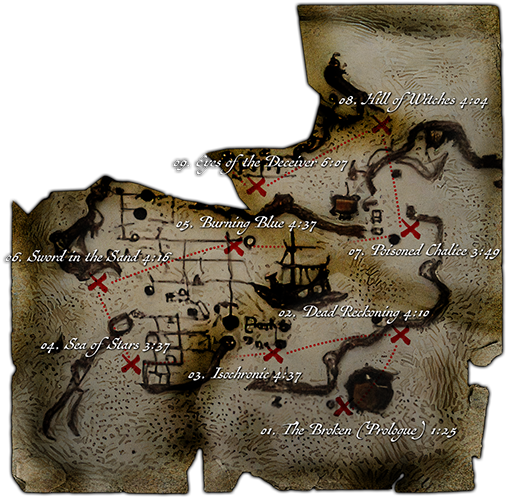 08. Hill of Witches 4:04
09. Eyes of the Deceiver 6:07
05. Burning Blue 4:37
07. Poisoned Chalice 3:49
06. Sword in the Sand 4:16
02. Dead Reckoning 4:10
04. Sea of Stars 3:37
03. Isochronic 4:37
01. The Broken (Prologue) 1:25